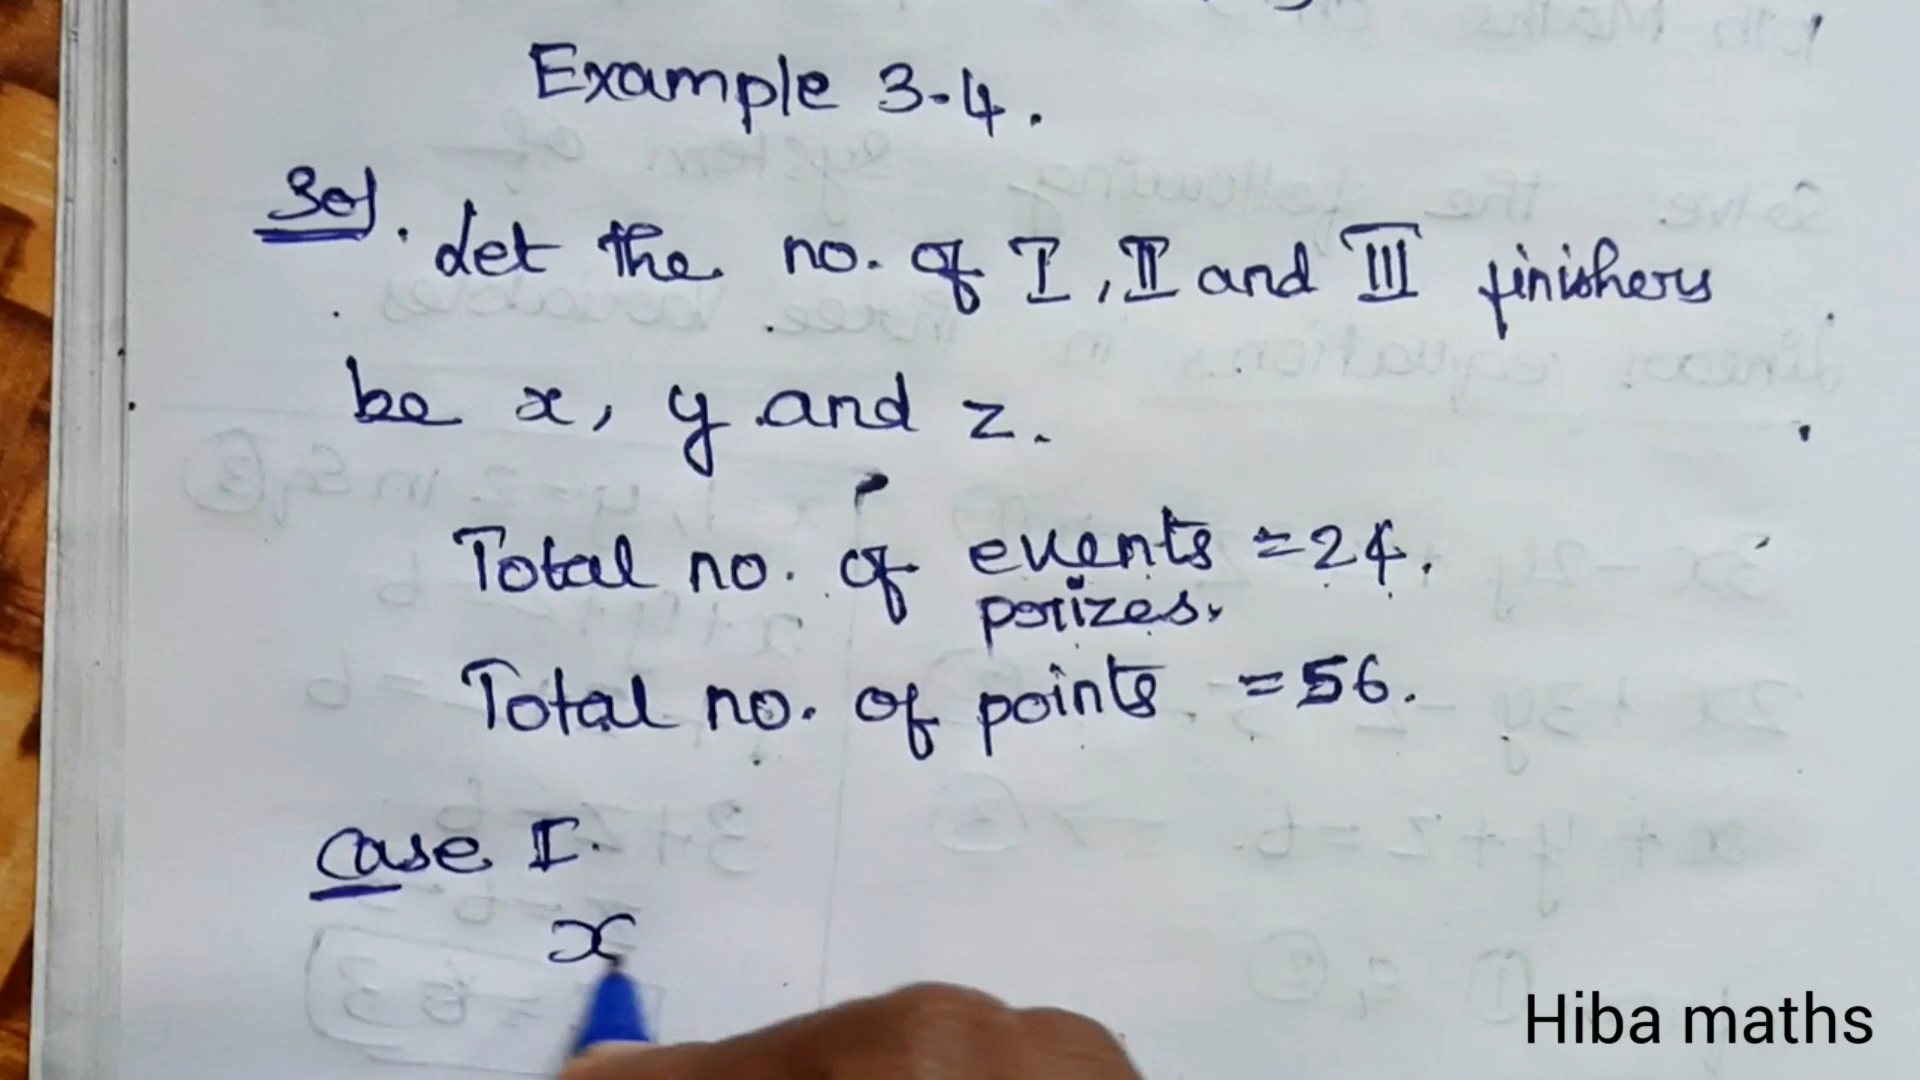 Example 3-4.
Sol. Let the no. of I, II and III finishers
be x, y and z.
Total no. of events = 24.
prizes.
Total no. of points = 56.
Case I.
x
Hiba maths